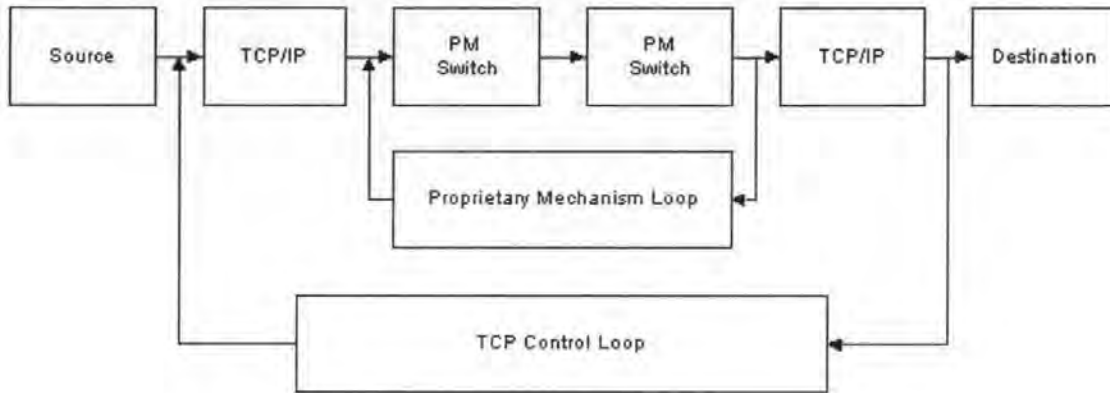 Source
TCP/IP
PM
Switch
PM
Switch
TCP/IP
Destination
Proprietary Mechanism Loop
TCP Control Loop